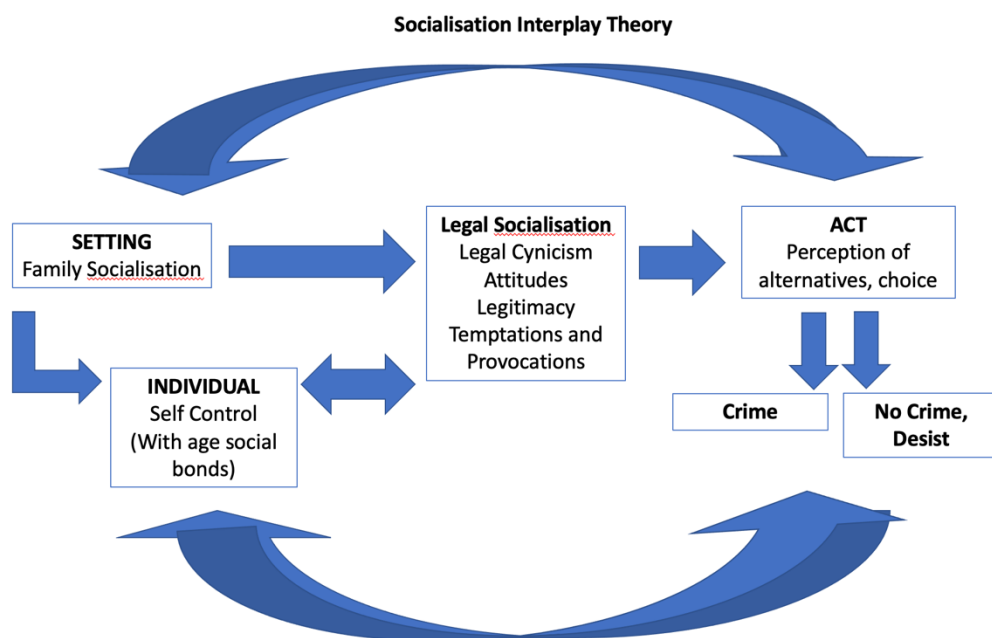 Socialisation Interplay Theory
SETTING
Family Socialisation
Legal Socialisation
Legal Cynicism
Attitudes
Legitimacy
Temptations and
Provocations
ACT
Perception of
alternatives, choice
INDIVIDUAL
Self Control
(With age social
bonds)
Crime
No Crime,
Desist